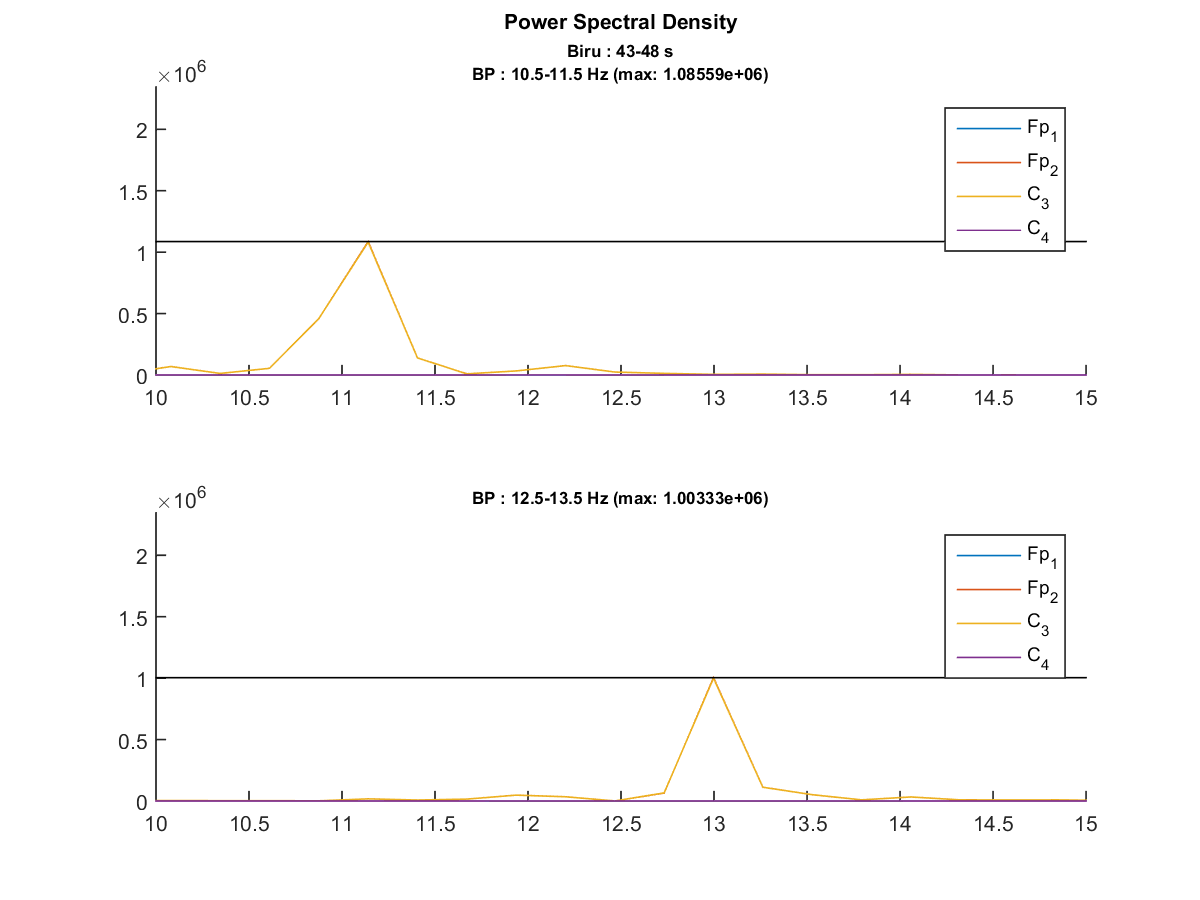 Power Spectral Density
Biru : 43-48 s
BP : 10.5-11.5 Hz (max: 1.08559e+06)
×10⁶
2
1.5
1
0.5
0
10 10.5 11 11.5 12 12.5 13 13.5 14 14.5 15
Fp₁
Fp₂
C₃
C₄
BP : 12.5-13.5 Hz (max: 1.00333e+06)
×10⁶
2
1.5
1
0.5
0
10 10.5 11 11.5 12 12.5 13 13.5 14 14.5 15
Fp₁
Fp₂
C₃
C₄